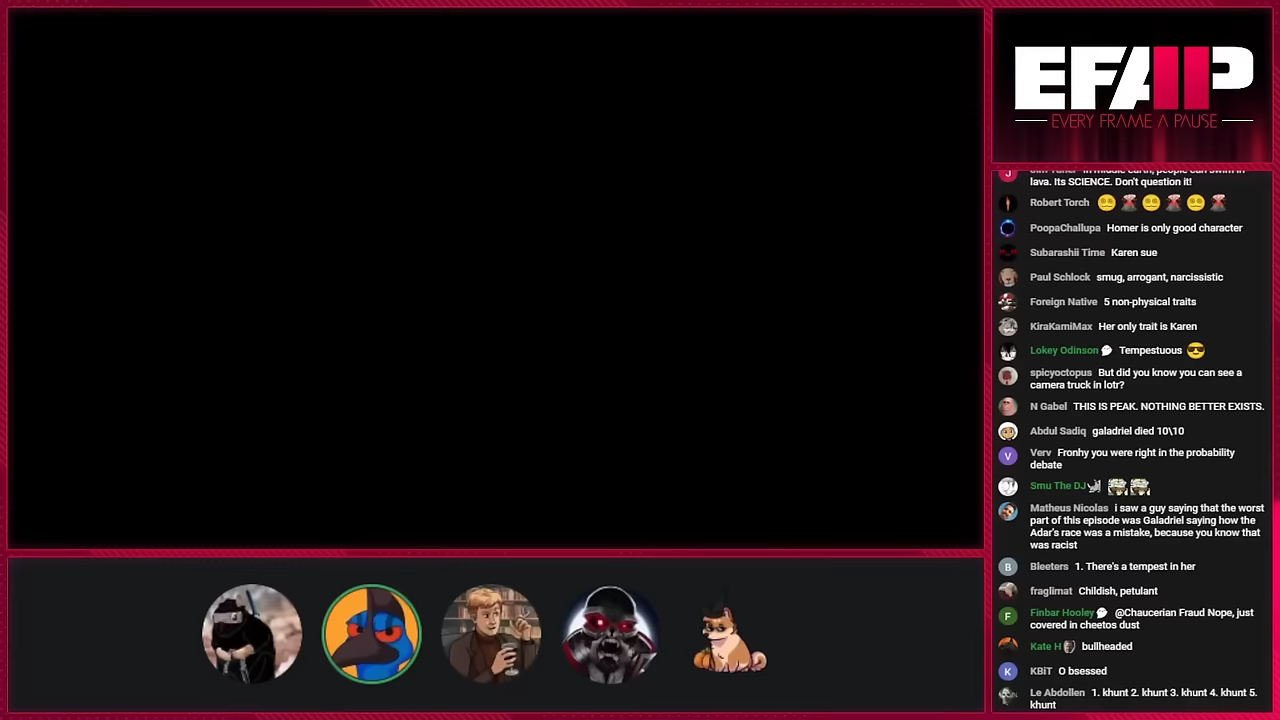 EFAP
EVERY FRAME A PAUSE
lava. Its SCIENCE. Don't question it!
Robert Torch
PoopaChallupa Homer is only good character
Subarashii Time Karen sue
Paul Schlock smug, arrogant, narcissistic
Foreign Native 5 non-physical traits
KiraKamiMax Her only trait is Karen
Lokey Odinson Tempestuous
spicyoctopus But did you know you can see a
camera truck in lotr?
N Gabel THIS IS PEAK. NOTHING BETTER EXISTS.
Abdul Sadiq galadriel died 10\10
Verv Fronhy you were right in the probability
debate
Smu The DJ
Matheus Nicolas i saw a guy saying that the worst
part of this episode was Galadriel saying how the
Adar's race was a mistake, because you know that
was racist
Bleeters 1. There's a tempest in her
fraglimat Childish, petulant
Finbar Hooley @Chaucerian Fraud Nope, just
covered in cheetos dust
Kate H bullheaded
KBiT O bsessed
Le Abdollen 1. khunt 2. khunt 3. khunt 4. khunt 5.
khunt